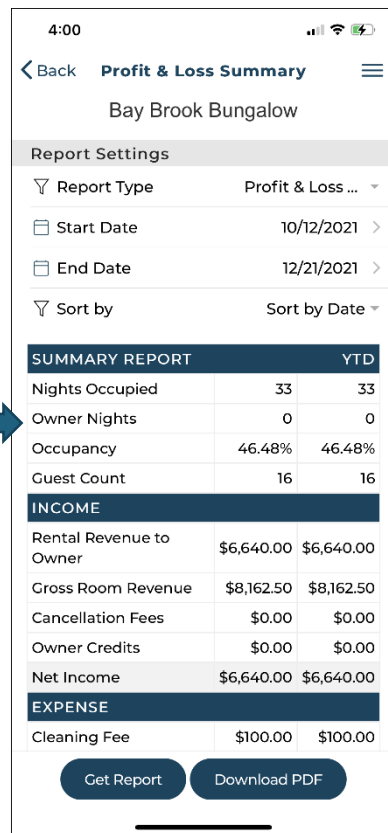 4:00
Back Profit & Loss Summary
Bay Brook Bungalow
Report Settings
Report Type Profit & Loss ...
Start Date 10/12/2021
End Date 12/21/2021
Sort by Sort by Date
SUMMARY REPORT YTD
Nights Occupied 33 33
Owner Nights 0 0
Occupancy 46.48% 46.48%
Guest Count 16 16
INCOME
Rental Revenue to
Owner $6,640.00 $6,640.00
Gross Room Revenue $8,162.50 $8,162.50
Cancellation Fees $0.00 $0.00
Owner Credits $0.00 $0.00
Net Income $6,640.00 $6,640.00
EXPENSE
Cleaning Fee $100.00 $100.00
Get Report Download PDF